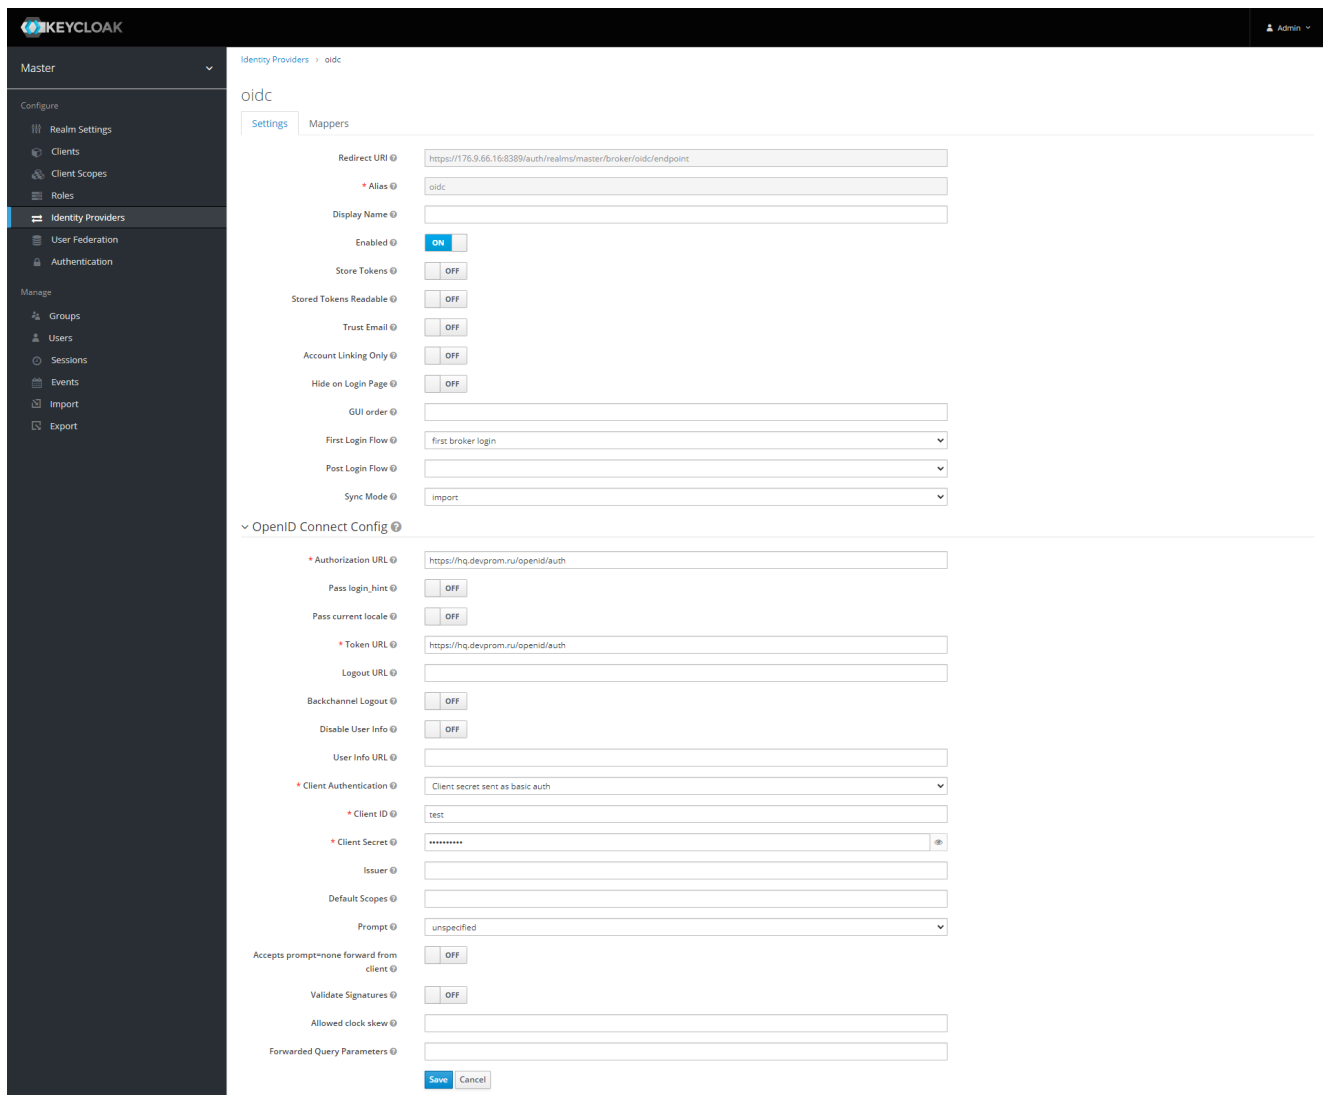 KEYCLOAK
Admin
Master
Configure
Realm Settings
Clients
Client Scopes
Roles
Identity Providers
User Federation
Authentication
Manage
Groups
Users
Sessions
Events
Import
Export
Identity Providers > oidc
oidc
Settings Mappers
Redirect URI https://176.9.66.16:8389/auth/realms/master/broker/oidc/endpoint
* Alias oidc
Display Name
Enabled ON
Store Tokens OFF
Stored Tokens Readable OFF
Trust Email OFF
Account Linking Only OFF
Hide on Login Page OFF
GUI order
First Login Flow first broker login
Post Login Flow
Sync Mode import
OpenID Connect Config
* Authorization URL https://hq.devprom.ru/openid/auth
Pass login_hint OFF
Pass current locale OFF
* Token URL https://hq.devprom.ru/openid/auth
Logout URL
Backchannel Logout OFF
Disable User Info OFF
User Info URL
* Client Authentication Client secret sent as basic auth
* Client ID test
* Client Secret ••••••••••
Issuer
Default Scopes
Prompt unspecified
Accepts prompt=none forward from OFF
client
Validate Signatures OFF
Allowed clock skew
Forwarded Query Parameters
Save Cancel